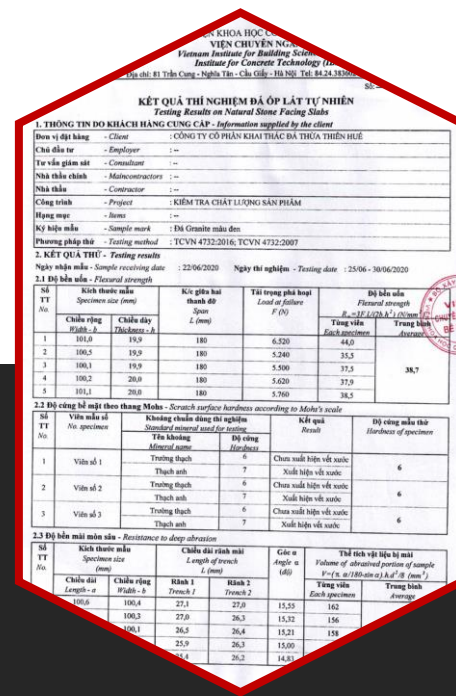 N KHOA HỌC CÔ
VIỆN CHUYÊN NGÀ
Vietnam Institute for Building Scien
Institute for Concrete Technology (I
Địa chỉ: 81 Trần Cung - Nghĩa Tân - Cầu Giấy - Hà Nội Tel: 84.24.38360
Số:
KẾT QUẢ THÍ NGHIỆM ĐÁ ỐP LÁT TỰ NHIÊN
Testing Results on Natural Stone Facing Slabs
1. THÔNG TIN DO KHÁCH HÀNG CUNG CẤP - Information supplied by the client
Đơn vị đặt hàng - Client : CÔNG TY CỔ PHẦN KHAI THÁC ĐÁ THỪA THIÊN HUẾ
Chủ đầu tư - Employer : --
Tư vấn giám sát - Consultant : --
Nhà thầu chính - Maincontractors : --
Nhà thầu - Contractor : --
Công trình - Project : KIỂM TRA CHẤT LƯỢNG SẢN PHẨM
Hạng mục - Items : --
Ký hiệu mẫu - Sample mark : Đá Granite màu đen
Phương pháp thử - Testing method : TCVN 4732:2016; TCVN 4732:2007
2. KẾT QUẢ THỬ - Testing results
Ngày nhận mẫu - Sample receiving date : 22/06/2020 Ngày thí nghiệm - Testing date : 25/06 - 30/06/2020
2.1 Độ bền uốn - Flexural strength
Số TT No. Kích thước mẫu Specimen size (mm) K/c giữa hai thanh đỡ Span L (mm) Tải trọng phá hoại Load at failure F (N) Độ bền uốn Flexural strength
Chiều rộng Width - b Chiều dày Thickness - h Từng viên Each specimen Trung bình Average
1 101,0 19,9 180 6.520 44,0
2 100,5 19,9 180 5.240 35,5
3 100,1 19,9 180 5.500 37,5 38,7
4 100,2 20,0 180 5.620 37,9
5 101,1 20,0 180 5.760 38,5
2.2 Độ cứng bề mặt theo thang Mohs - Scratch surface hardness according to Mohs's scale
Số TT No. Viên mẫu số No. specimen Khoáng chuẩn dùng thí nghiệm Standard mineral used for testing Kết quả Result Độ cứng mẫu thử Hardness of specimen
Tên khoáng Mineral name Độ cứng Hardness
1 Viên số 1 Trường thạch 6 Chưa xuất hiện vết xước 6
Thạch anh 7 Xuất hiện vết xước
2 Viên số 2 Trường thạch 6 Chưa xuất hiện vết xước 6
Thạch anh 7 Xuất hiện vết xước
3 Viên số 3 Trường thạch 6 Chưa xuất hiện vết xước 6
Thạch anh 7 Xuất hiện vết xước
2.3 Độ bền mài mòn sâu - Resistance to deep abrasion
Số TT No. Kích thước mẫu Specimen size (mm) Chiều dài rãnh mài Length of trench L (mm) Góc α Angle α (độ) Thể tích vật liệu bị mài Volume of abrasived portion of sample V=(π. α/180-sin α).h.d²/8 (mm³)
Chiều dài Length - a Chiều rộng Width - b Rãnh 1 Trench 1 Rãnh 2 Trench 2 Từng viên Each specimen Trung bình Average
100,6 100,4 27,1 27,0 15,55 162
100,3 27,0 26,3 15,32 156
100,1 26,5 26,4 15,21 158
25,9 26,3 15,00
25,4 26,2 14,83